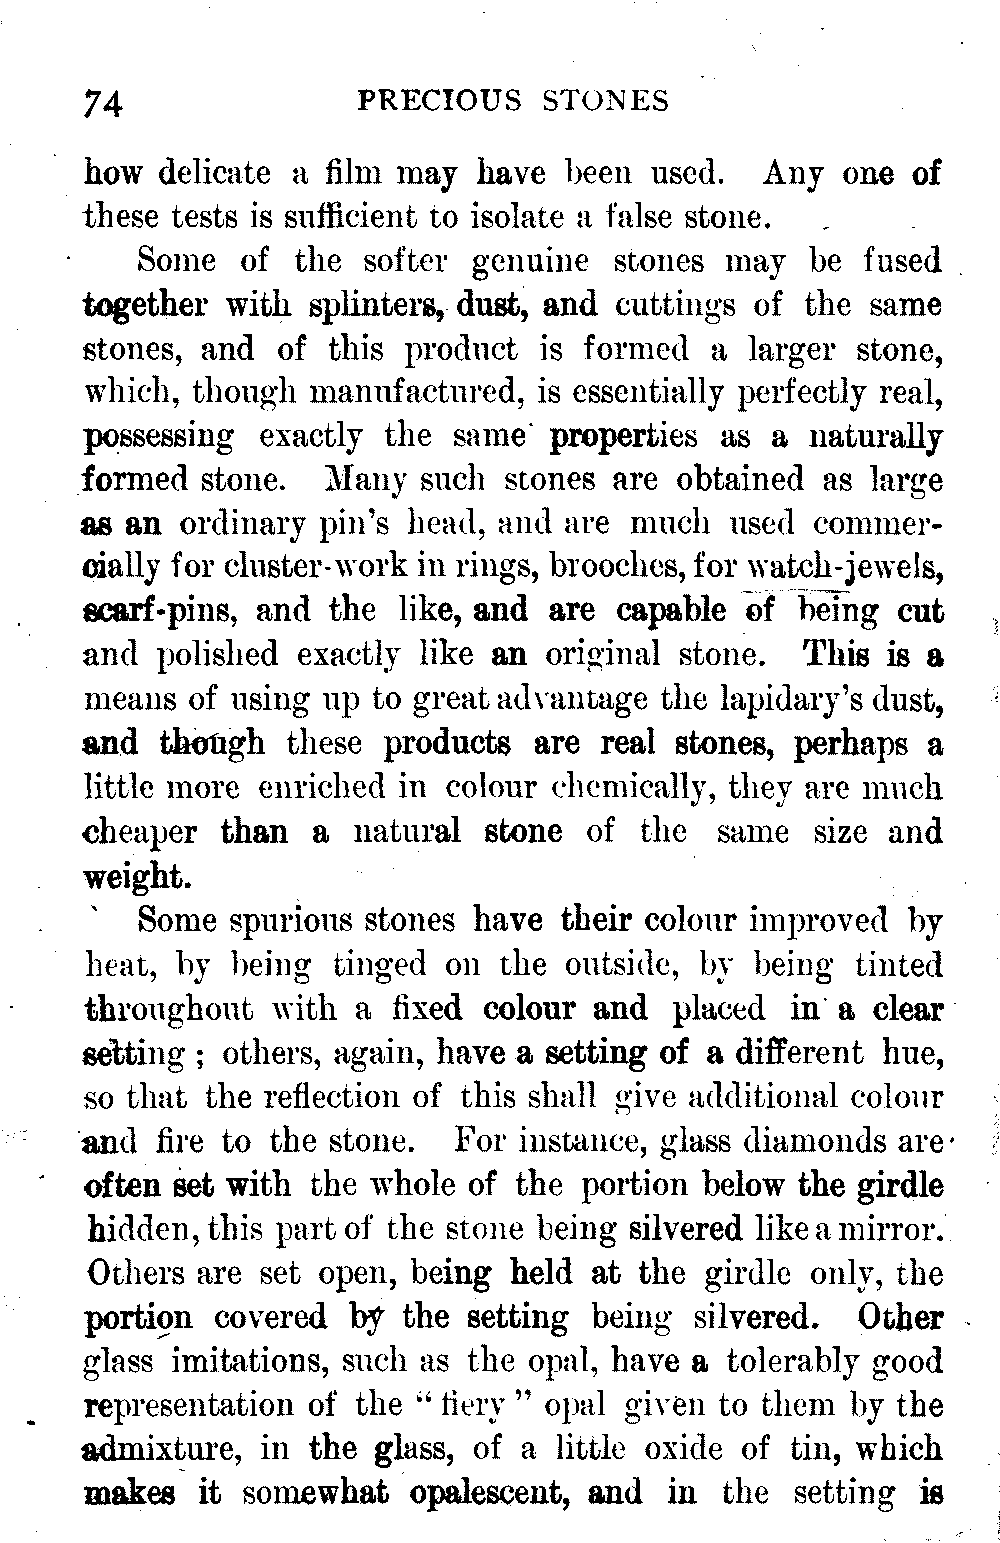 74 PRECIOUS STONES
how delicate a film may have been used. Any one of
these tests is sufficient to isolate a false stone.
Some of the softer genuine stones may be fused
together with splinters, dust, and cuttings of the same
stones, and of this product is formed a larger stone,
which, though manufactured, is essentially perfectly real,
possessing exactly the same properties as a naturally
formed stone. Many such stones are obtained as large
as an ordinary pin's head, and are much used commer-
cially for cluster-work in rings, brooches, for watch-jewels,
scarf-pins, and the like, and are capable of being cut
and polished exactly like an original stone. This is a
means of using up to great advantage the lapidary's dust,
and though these products are real stones, perhaps a
little more enriched in colour chemically, they are much
cheaper than a natural stone of the same size and
weight.
Some spurious stones have their colour improved by
heat, by being tinged on the outside, by being tinted
throughout with a fixed colour and placed in a clear
setting ; others, again, have a setting of a different hue,
so that the reflection of this shall give additional colour
and fire to the stone. For instance, glass diamonds are
often set with the whole of the portion below the girdle
hidden, this part of the stone being silvered like a mirror.
Others are set open, being held at the girdle only, the
portion covered by the setting being silvered. Other
glass imitations, such as the opal, have a tolerably good
representation of the " fiery " opal given to them by the
admixture, in the glass, of a little oxide of tin, which
makes it somewhat opalescent, and in the setting is